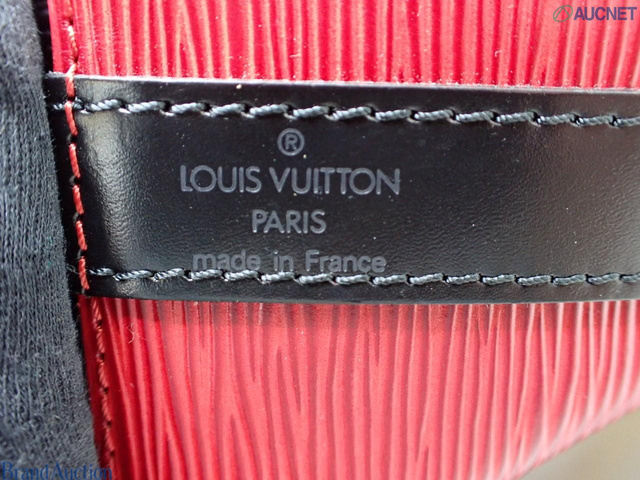 AUCNET
®
LOUIS VUITTON
PARIS
made in France
Brand Auction